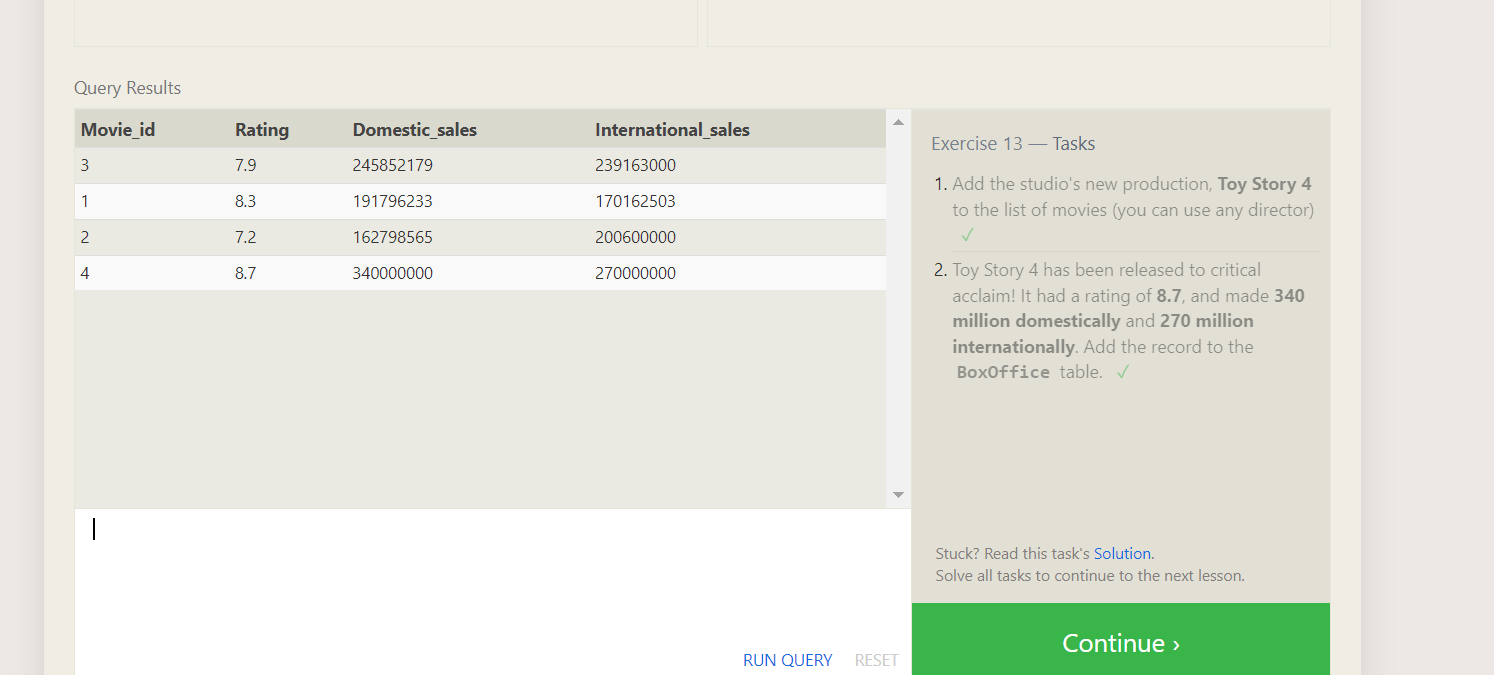 Query Results
Movie_id Rating Domestic_sales International_sales
3 7.9 245852179 239163000
1 8.3 191796233 170162503
2 7.2 162798565 200600000
4 8.7 340000000 270000000
RUN QUERY RESET
Exercise 13 — Tasks
1. Add the studio's new production, Toy Story 4
to the list of movies (you can use any director)
✓
2. Toy Story 4 has been released to critical
acclaim! It had a rating of 8.7, and made 340
million domestically and 270 million
internationally. Add the record to the
BoxOffice table. ✓
Stuck? Read this task's Solution.
Solve all tasks to continue to the next lesson.
Continue ›